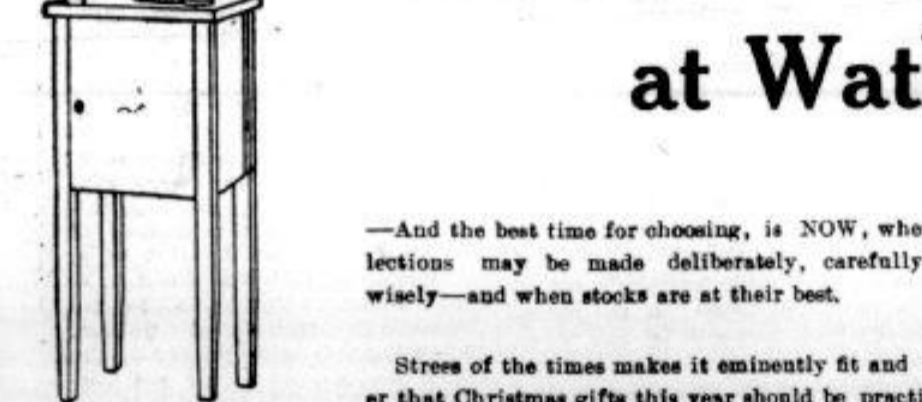 at Wat
—And the best time for choosing, is NOW, whe
lections may be made deliberately, carefully
wisely—and when stocks are at their best.
Stress of the times makes it eminently fit and
er that Christmas gifts this year should be practi